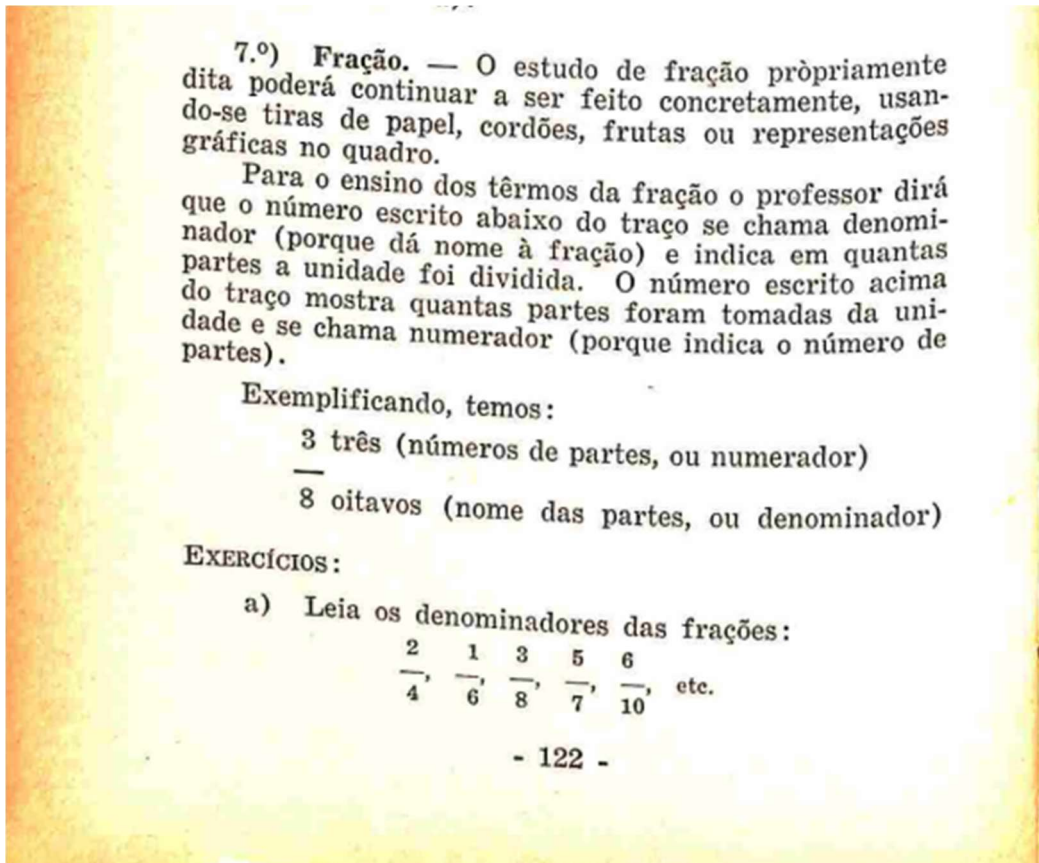 7.º) Fração. — O estudo de fração pròpriamente
dita poderá continuar a ser feito concretamente, usan-
do-se tiras de papel, cordões, frutas ou representações
gráficas no quadro.
Para o ensino dos têrmos da fração o professor dirá
que o número escrito abaixo do traço se chama denomi-
nador (porque dá nome à fração) e indica em quantas
partes a unidade foi dividida. O número escrito acima
do traço mostra quantas partes foram tomadas da uni-
dade e se chama numerador (porque indica o número de
partes).
Exemplificando, temos:
3 três (números de partes, ou numerador)
—
8 oitavos (nome das partes, ou denominador)
EXERCÍCIOS:
a) Leia os denominadores das frações:
2 1 3 5 6
—, —, —, —, —, etc.
4 6 8 7 10
- 122 -